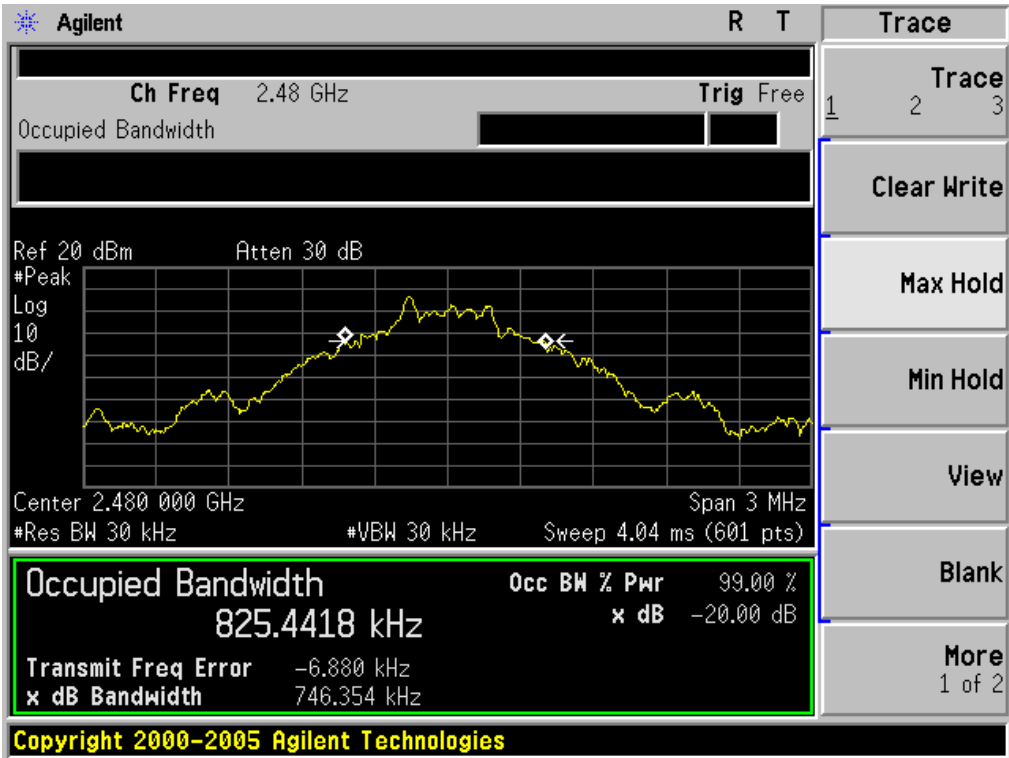 Agilent R T Trace
Ch Freq 2.48 GHz Trig Free
Occupied Bandwidth
Trace
1 2 3
Clear Write
Max Hold
Min Hold
View
Blank
More
1 of 2
Ref 20 dBm Atten 30 dB
#Peak
Log
10
dB/
Center 2.480 000 GHz Span 3 MHz
#Res BW 30 kHz #VBW 30 kHz Sweep 4.04 ms (601 pts)
Occupied Bandwidth Occ BW % Pwr 99.00 %
825.4418 kHz x dB -20.00 dB
Transmit Freq Error -6.880 kHz
x dB Bandwidth 746.354 kHz
Copyright 2000-2005 Agilent Technologies